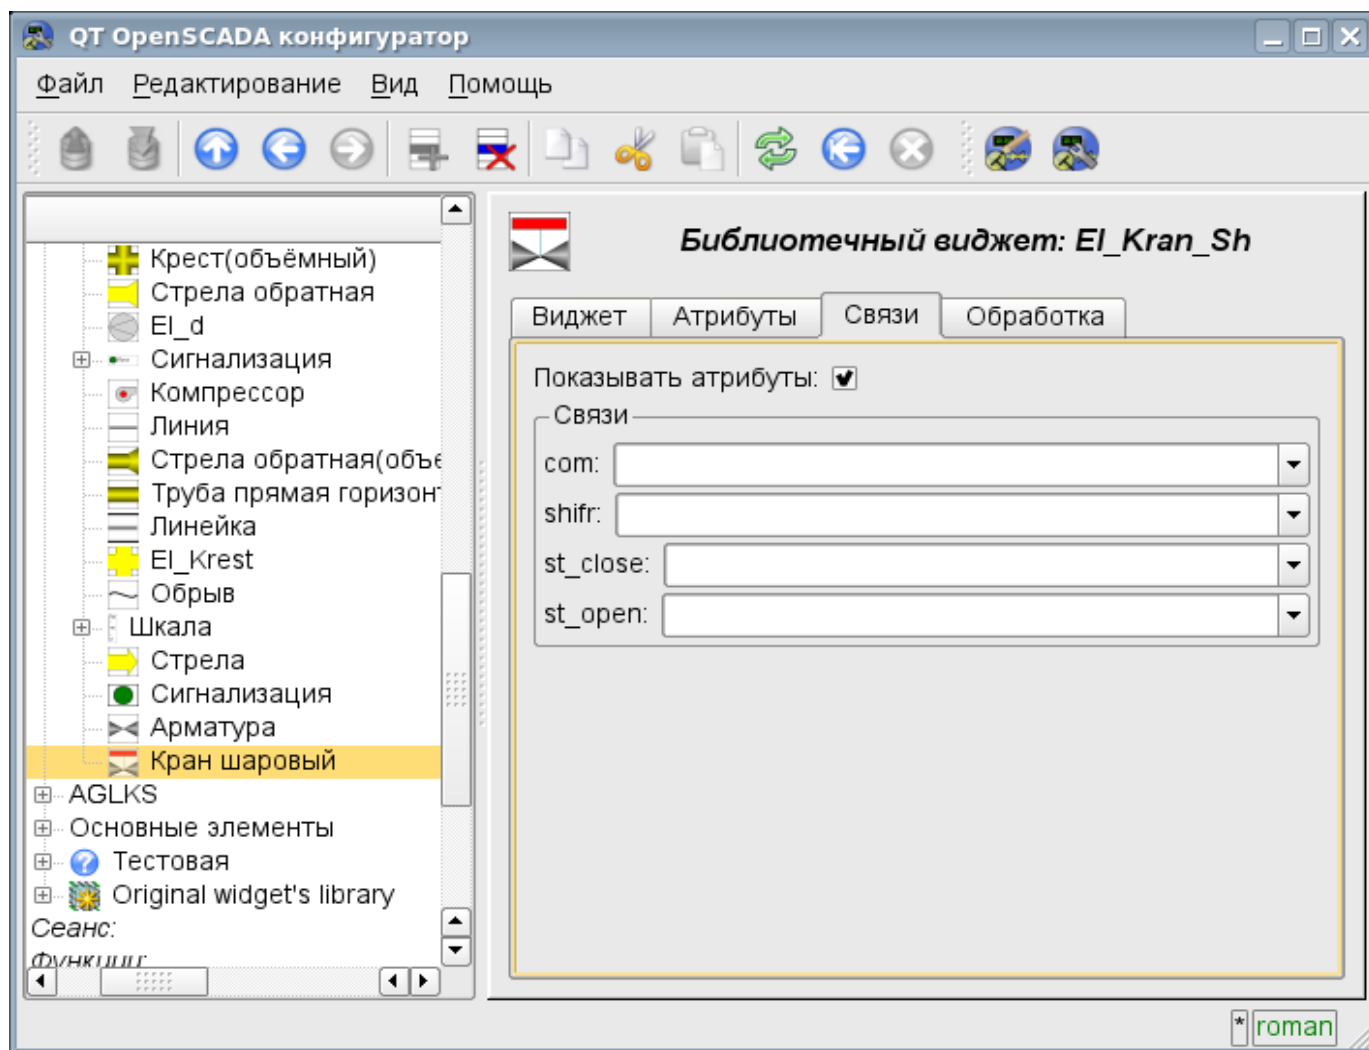 QT OpenSCADA конфигуратор
Файл Редактирование Вид Помощь
Крест(объёмный)
Стрела обратная
El_d
Сигнализация
Компрессор
Линия
Стрела обратная(объе
Труба прямая горизонт
Линейка
El_Krest
Обрыв
Шкала
Стрела
Сигнализация
Арматура
Кран шаровый
AGLKS
Основные элементы
Тестовая
Original widget's library
Сеанс:
Функции:
Библиотечный виджет: El_Kran_Sh
Виджет Атрибуты Связи Обработка
Показывать атрибуты:
Связи
com:
shifr:
st_close:
st_open:
* roman